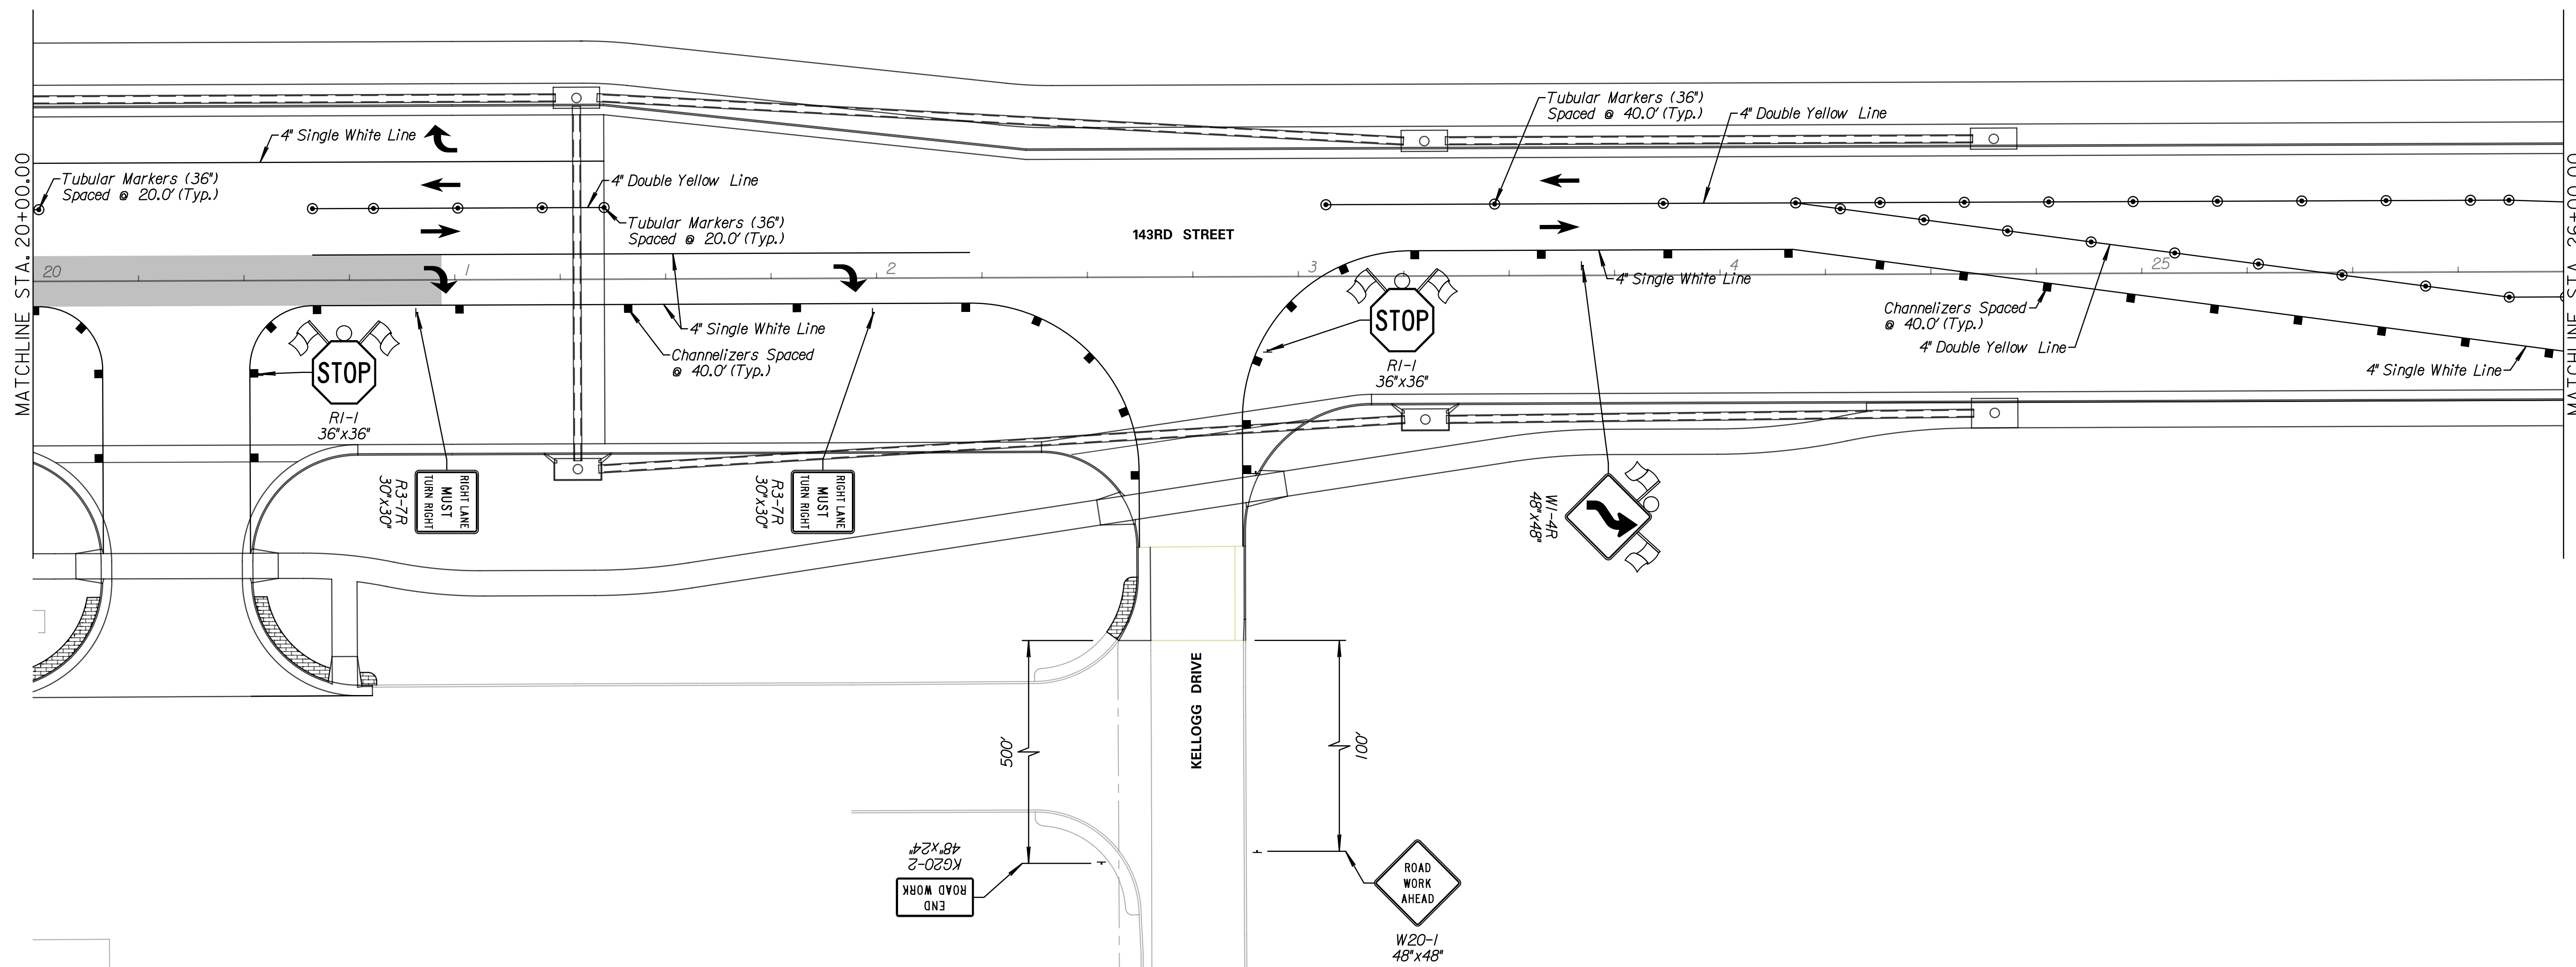 MATCHLINE STA. 20+00.00
4" Single White Line
Tubular Markers (36")
Spaced @ 20.0' (Typ.)
4" Double Yellow Line
Tubular Markers (36")
Spaced @ 20.0' (Typ.)
143RD STREET
Tubular Markers (36")
Spaced @ 40.0' (Typ.)
4" Double Yellow Line
MATCHLINE STA. 26+00.00
20
1
2
3
4
25
4" Single White Line
Channelizers Spaced
@ 40.0' (Typ.)
STOP
R1-1
36"x36"
STOP
R1-1
36"x36"
4" Single White Line
Channelizers Spaced
@ 40.0' (Typ.)
4" Double Yellow Line
4" Single White Line
RIGHT LANE
MUST
TURN RIGHT
R3-7R
30"x30"
RIGHT LANE
MUST
TURN RIGHT
R3-7R
30"x30"
W1-4R
48"x48"
KELLOGG DRIVE
500'
100'
END
ROAD WORK
KG20-2
48"x24"
ROAD
WORK
AHEAD
W20-1
48"x48"